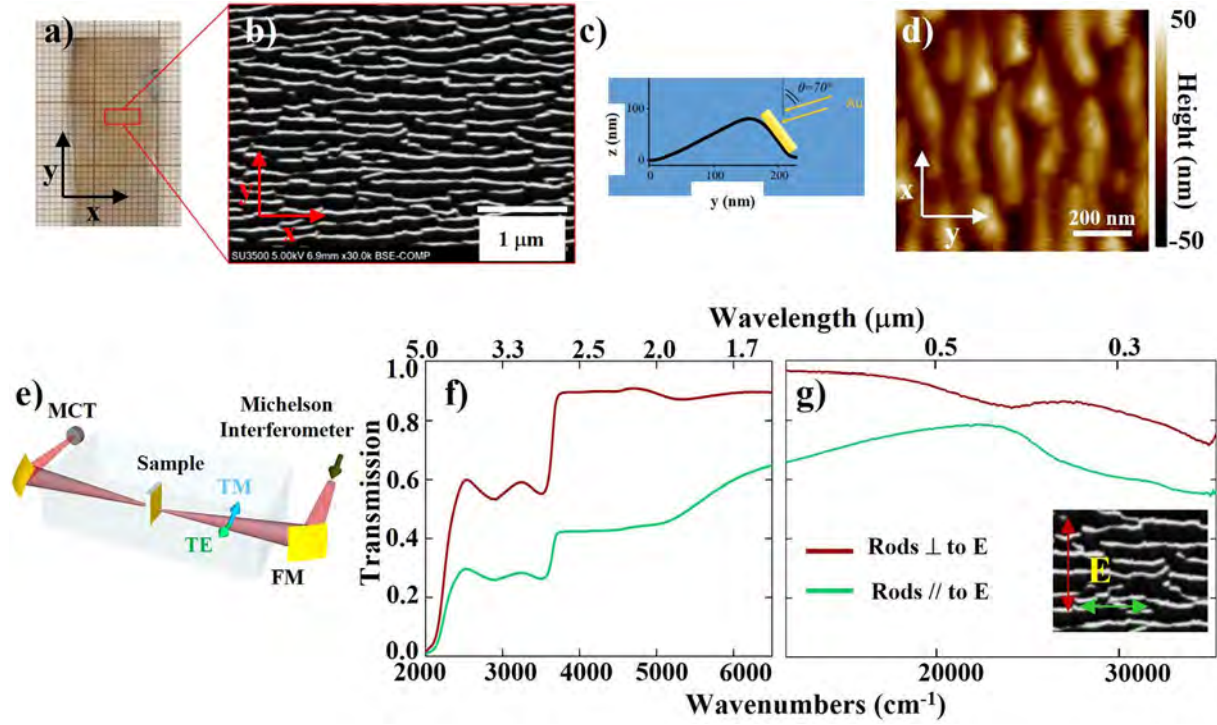 a)
y
x
b)
y
x
1 μm
SU3500 5.00kV 6.9mm x30.0k BSE-COMP
c)
θ=70°
Au
100
z (nm)
0
0
100
200
y (nm)
d)
x
y
200 nm
50
Height (nm)
-50
e)
MCT
Michelson
Interferometer
Sample
TM
TE
FM
Wavelength (μm)
5.0 3.3 2.5 2.0 1.7
0.5 0.3
f)
g)
Transmission
1.0
0.8
0.6
0.4
0.2
0.0
Rods ⊥ to E
Rods // to E
E
2000 3000 4000 5000 6000
20000 30000
Wavenumbers (cm⁻¹)